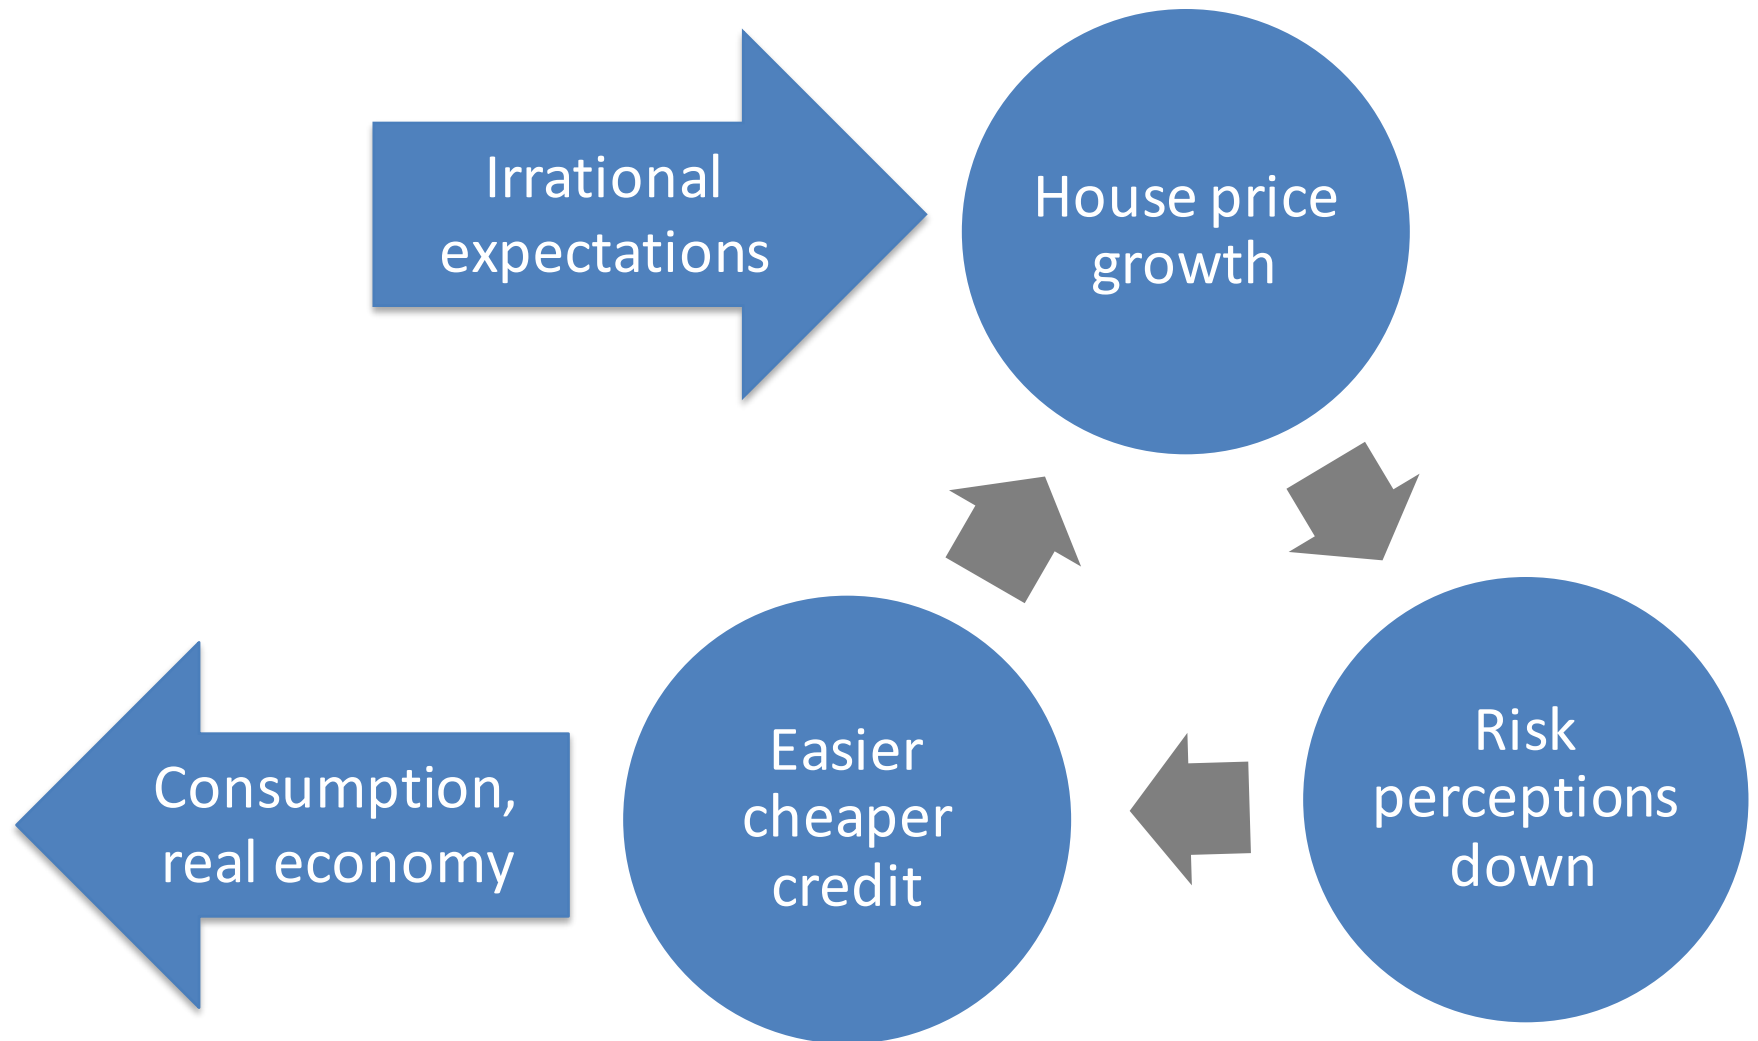 Irrational
expectations
House price
growth
Risk
perceptions
down
Easier
cheaper
credit
Consumption,
real economy